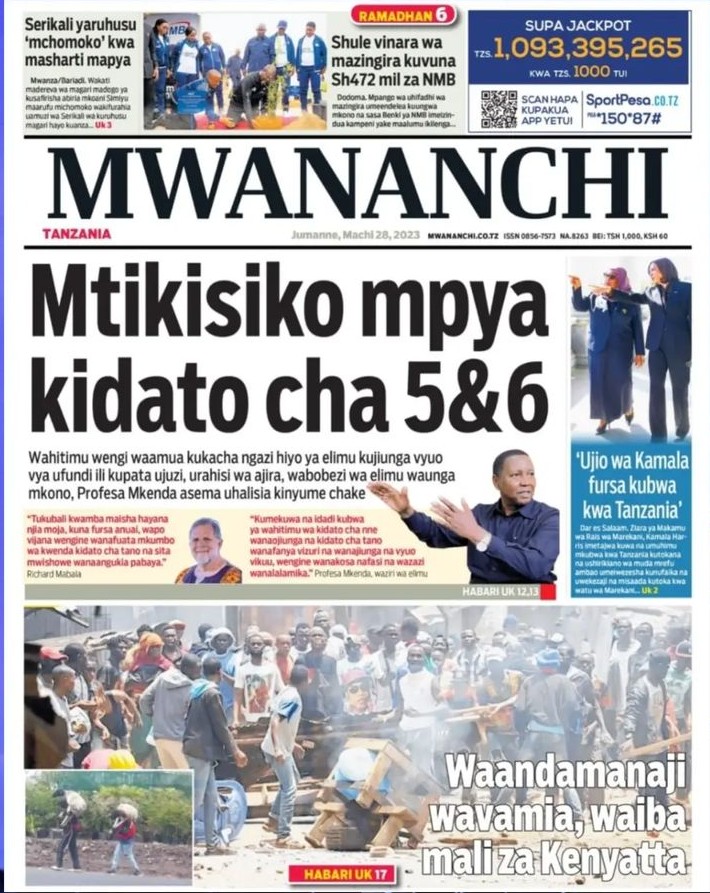 Serikali yaruhusu
'mchomoko' kwa
masharti mapya
Mwanza/Bariadi. Wakati
madereva wa magari madogo ya
kusafirisha abiria mkoani Simiyu
maarufu michomoko wakifurahia
uamuzi wa Serikali wa kuruhusu
magari hayo kuanza... Uk 3
RAMADHAN 6
Shule vinara wa
mazingira kuvuna
Sh472 mil za NMB
Dodoma. Mpango wa uhifadhi wa
mazingira umeendelea kuungwa
mkono na sasa Benki ya NMB imezin-
dua kampeni yake maalumu ikilenga...
SUPA JACKPOT
TZS. 1,093,395,265
KWA TZS. 1000 TU!
SCAN HAPA
KUPAKUA
APP YETU!
SportPesa.CO.TZ
*150*87#
MWANANCHI
TANZANIA
Jumanne, Machi 28, 2023 MWANANCHI.CO.TZ ISSN 0856-7573 NA.8263 BEI: TSH 1,000, KSH 60
Mtikisiko mpya
kidato cha 5&6
Wahitimu wengi waamua kukacha ngazi hiyo ya elimu kujiunga vyuo
vya ufundi ili kupata ujuzi, urahisi wa ajira, wabobezi wa elimu waunga
mkono, Profesa Mkenda asema uhalisia kinyume chake
"Tukubali kwamba maisha hayana
njia moja, kuna fursa anuai, wapo
vijana wengine wanafuata mkumbo
wa kwenda kidato cha tano na sita
mwishowe wanaangukia pabaya."
Richard Mabala
"Kumekuwa na idadi kubwa
ya wahitimu wa kidato cha nne
wanaojiunga na kidato cha tano
wanafanya vizuri na wanajiunga na vyuo
vikuu, wengine wanakosa nafasi na wazazi
wanalalamika." Profesa Mkenda, waziri wa elimu
HABARI UK 12,13
'Ujio wa Kamala
fursa kubwa
kwa Tanzania'
Dar es Salaam. Ziara ya Makamu
wa Rais wa Marekani, Kamala Har-
ris imetajwa kuwa na umuhimu
mkubwa kwa Tanzania kutokana
na ushirikiano wa muda mrefu
ambao umeiwezesha kunufaika na
uwekezaji na misaada kutoka kwa
watu wa Marekani... Uk 2
Waandamanaji
wavamia, waiba
mali za Kenyatta
HABARI UK 17